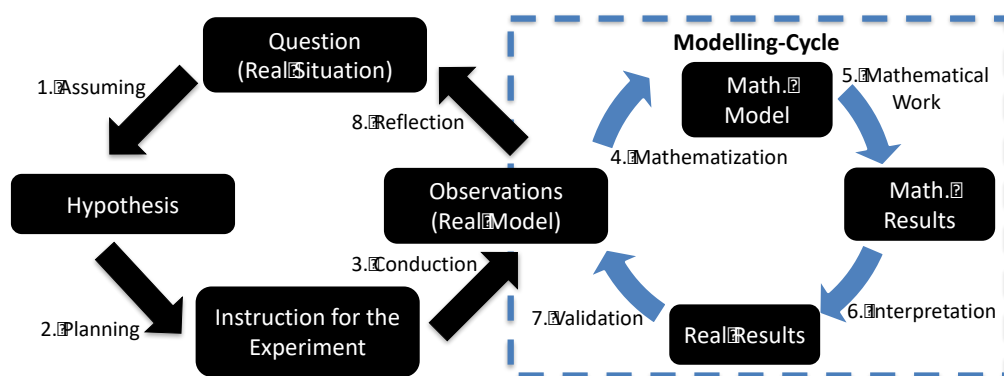 Question
(Real Situation)
Modelling-Cycle
1. Assuming
Math.
Model
5. Mathematical
Work
8. Reflection
4. Mathematization
Hypothesis
Observations
(Real Model)
Math.
Results
3. Conduction
2. Planning
Instruction for the
Experiment
7. Validation
Real Results
6. Interpretation